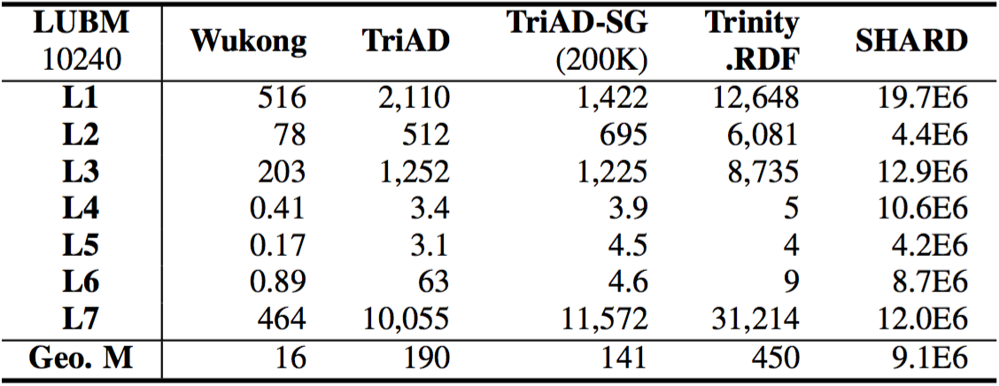 LUBM 10240 Wukong TriAD TriAD-SG (200K) Trinity .RDF SHARD
L1 516 2,110 1,422 12,648 19.7E6
L2 78 512 695 6,081 4.4E6
L3 203 1,252 1,225 8,735 12.9E6
L4 0.41 3.4 3.9 5 10.6E6
L5 0.17 3.1 4.5 4 4.2E6
L6 0.89 63 4.6 9 8.7E6
L7 464 10,055 11,572 31,214 12.0E6
Geo. M 16 190 141 450 9.1E6